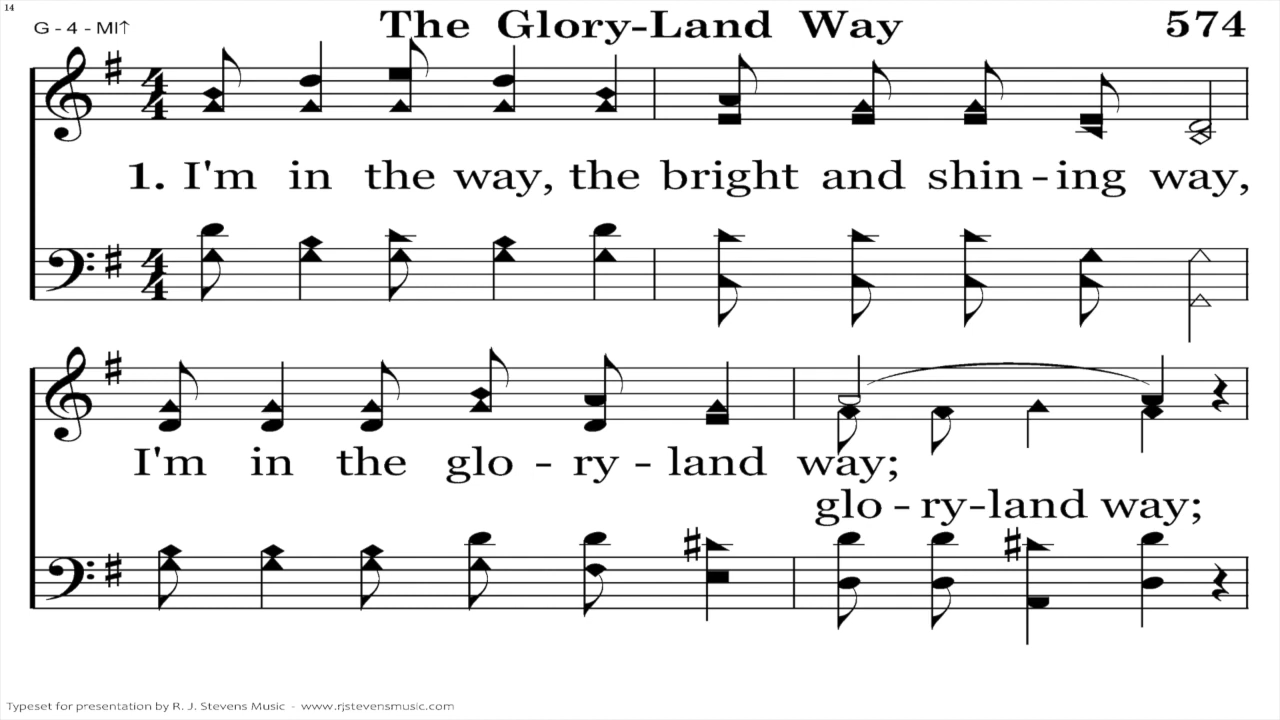 14
G - 4 - MI↑
The Glory-Land Way
574
1. I'm in the way, the bright and shin - ing way,
I'm in the glo - ry - land way;
glo - ry-land way;
Typeset for presentation by R. J. Stevens Music - www.rjstevensmusic.com